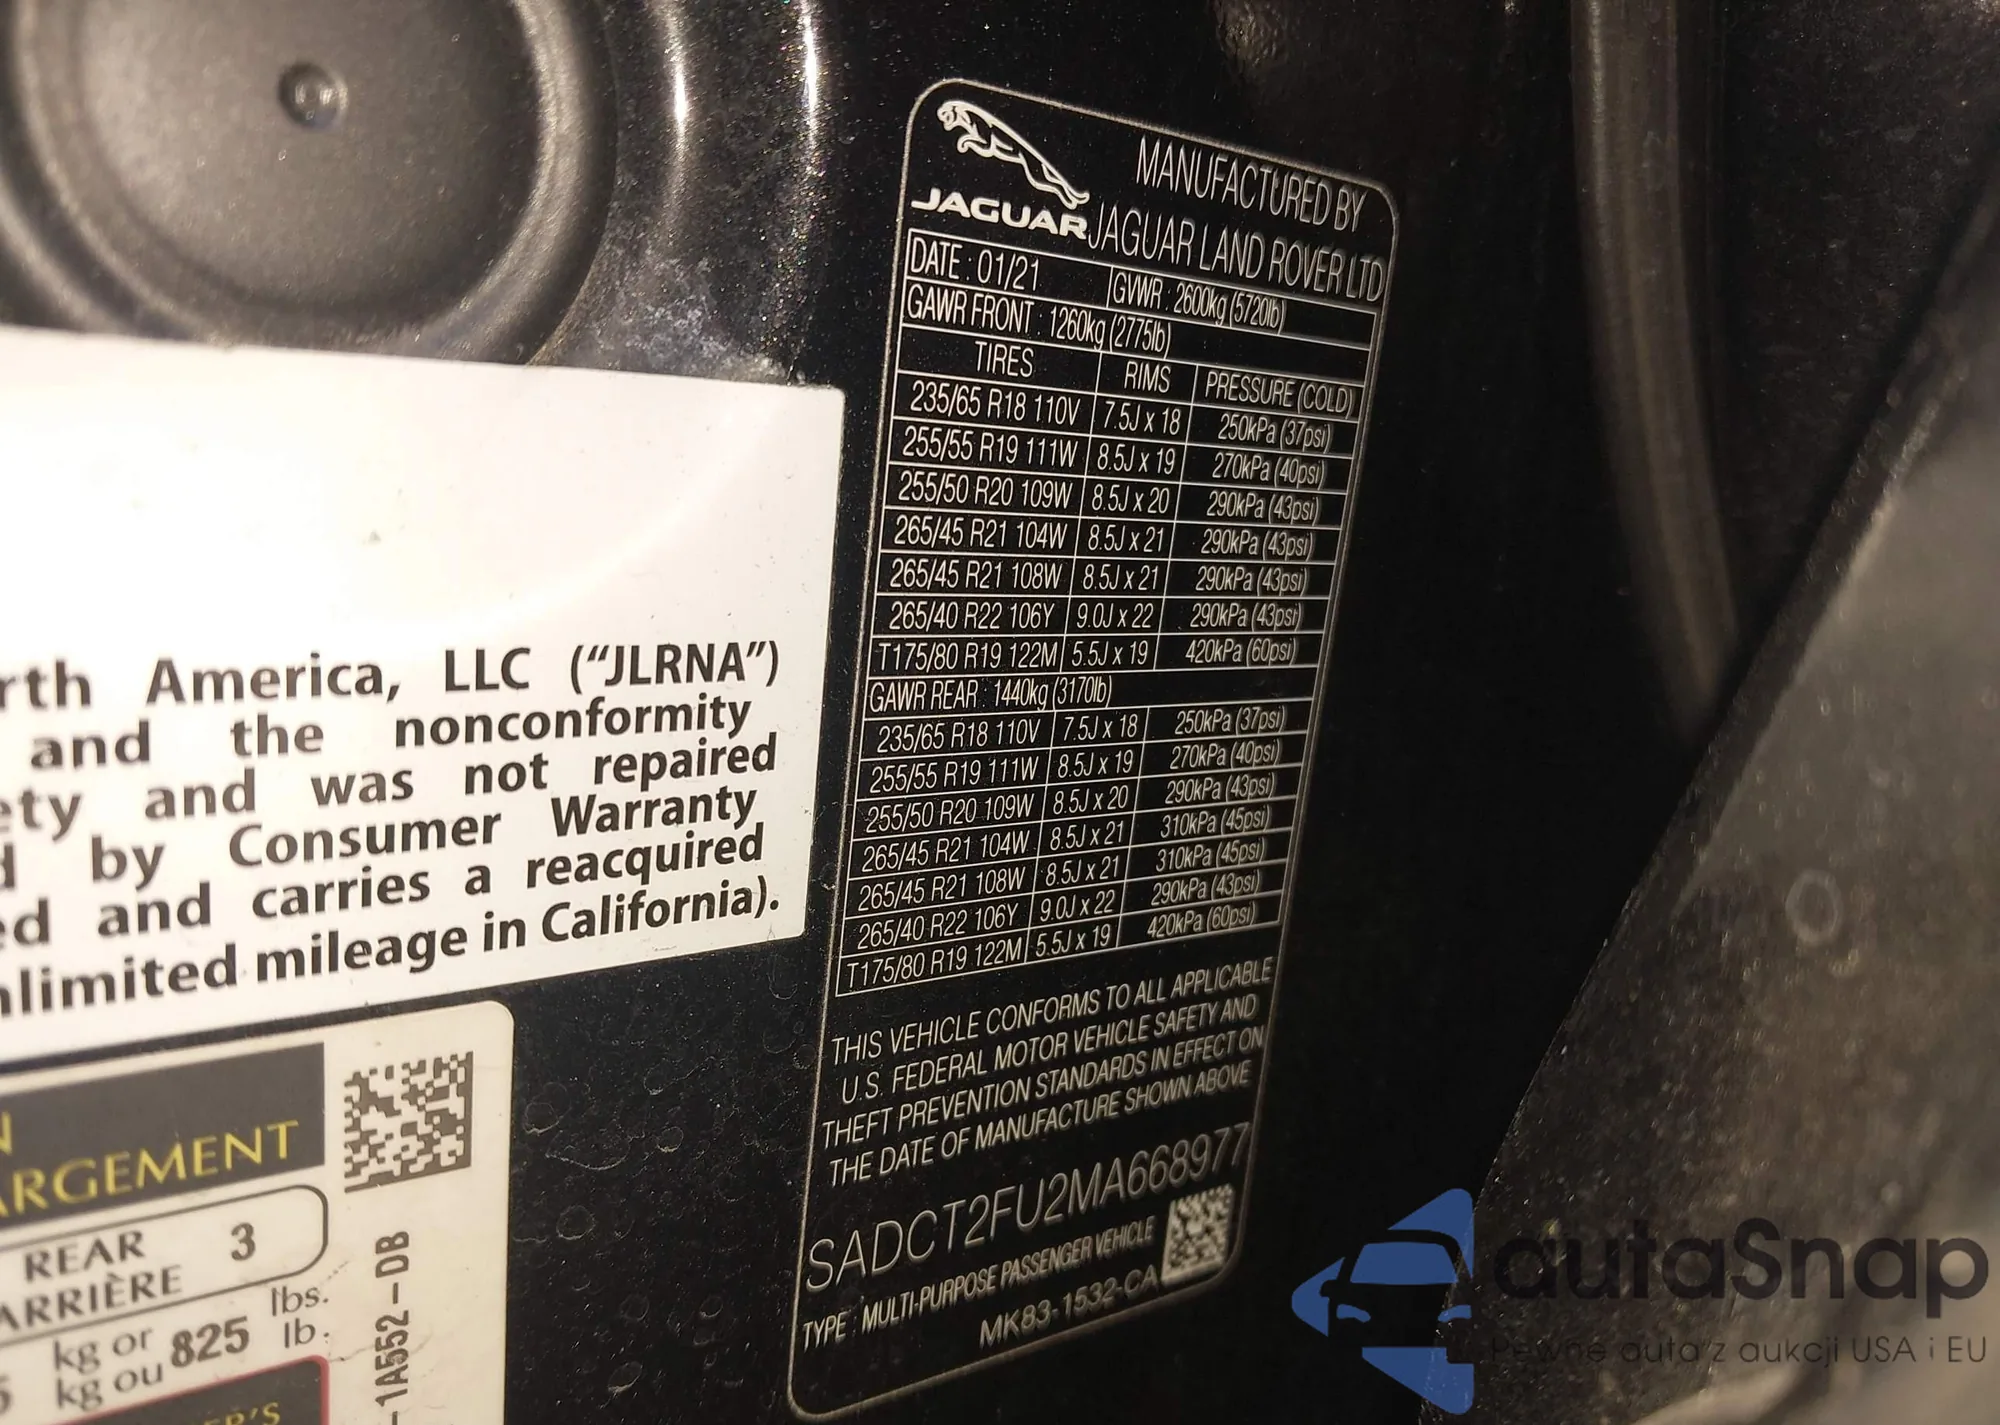 JAGUAR
MANUFACTURED BY
JAGUAR LAND ROVER LTD
DATE : 01/21 GVWR : 2600kg (5720lb)
GAWR FRONT : 1260kg (2775lb)
TIRES RIMS PRESSURE (COLD)
235/65 R18 110V 7.5J x 18 250kPa (37psi)
255/55 R19 111W 8.5J x 19 270kPa (40psi)
255/50 R20 109W 8.5J x 20 290kPa (43psi)
265/45 R21 104W 8.5J x 21 290kPa (43psi)
265/45 R21 108W 8.5J x 21 290kPa (43psi)
265/40 R22 106Y 9.0J x 22 290kPa (43psi)
T175/80 R19 122M 5.5J x 19 420kPa (60psi)
GAWR REAR : 1440kg (3170lb)
235/65 R18 110V 7.5J x 18 250kPa (37psi)
255/55 R19 111W 8.5J x 19 270kPa (40psi)
255/50 R20 109W 8.5J x 20 290kPa (43psi)
265/45 R21 104W 8.5J x 21 310kPa (45psi)
265/45 R21 108W 8.5J x 21 310kPa (45psi)
265/40 R22 106Y 9.0J x 22 290kPa (43psi)
T175/80 R19 122M 5.5J x 19 420kPa (60psi)
THIS VEHICLE CONFORMS TO ALL APPLICABLE
U.S. FEDERAL MOTOR VEHICLE SAFETY AND
THEFT PREVENTION STANDARDS IN EFFECT ON
THE DATE OF MANUFACTURE SHOWN ABOVE
SADCT2FU2MA668977
TYPE : MULTI-PURPOSE PASSENGER VEHICLE
MK83-1532-CA
rth America, LLC ("JLRNA")
and the nonconformity
ety and was not repaired
d by Consumer Warranty
ed and carries a reacquired
nlimited mileage in California).
N
ARGEMENT
REAR 3
ARRIÈRE
kg or 825 lbs.
kg ou lb.
-1A552-DB
ER'S
autaSnap
Pewne auta z aukcji USA i EU